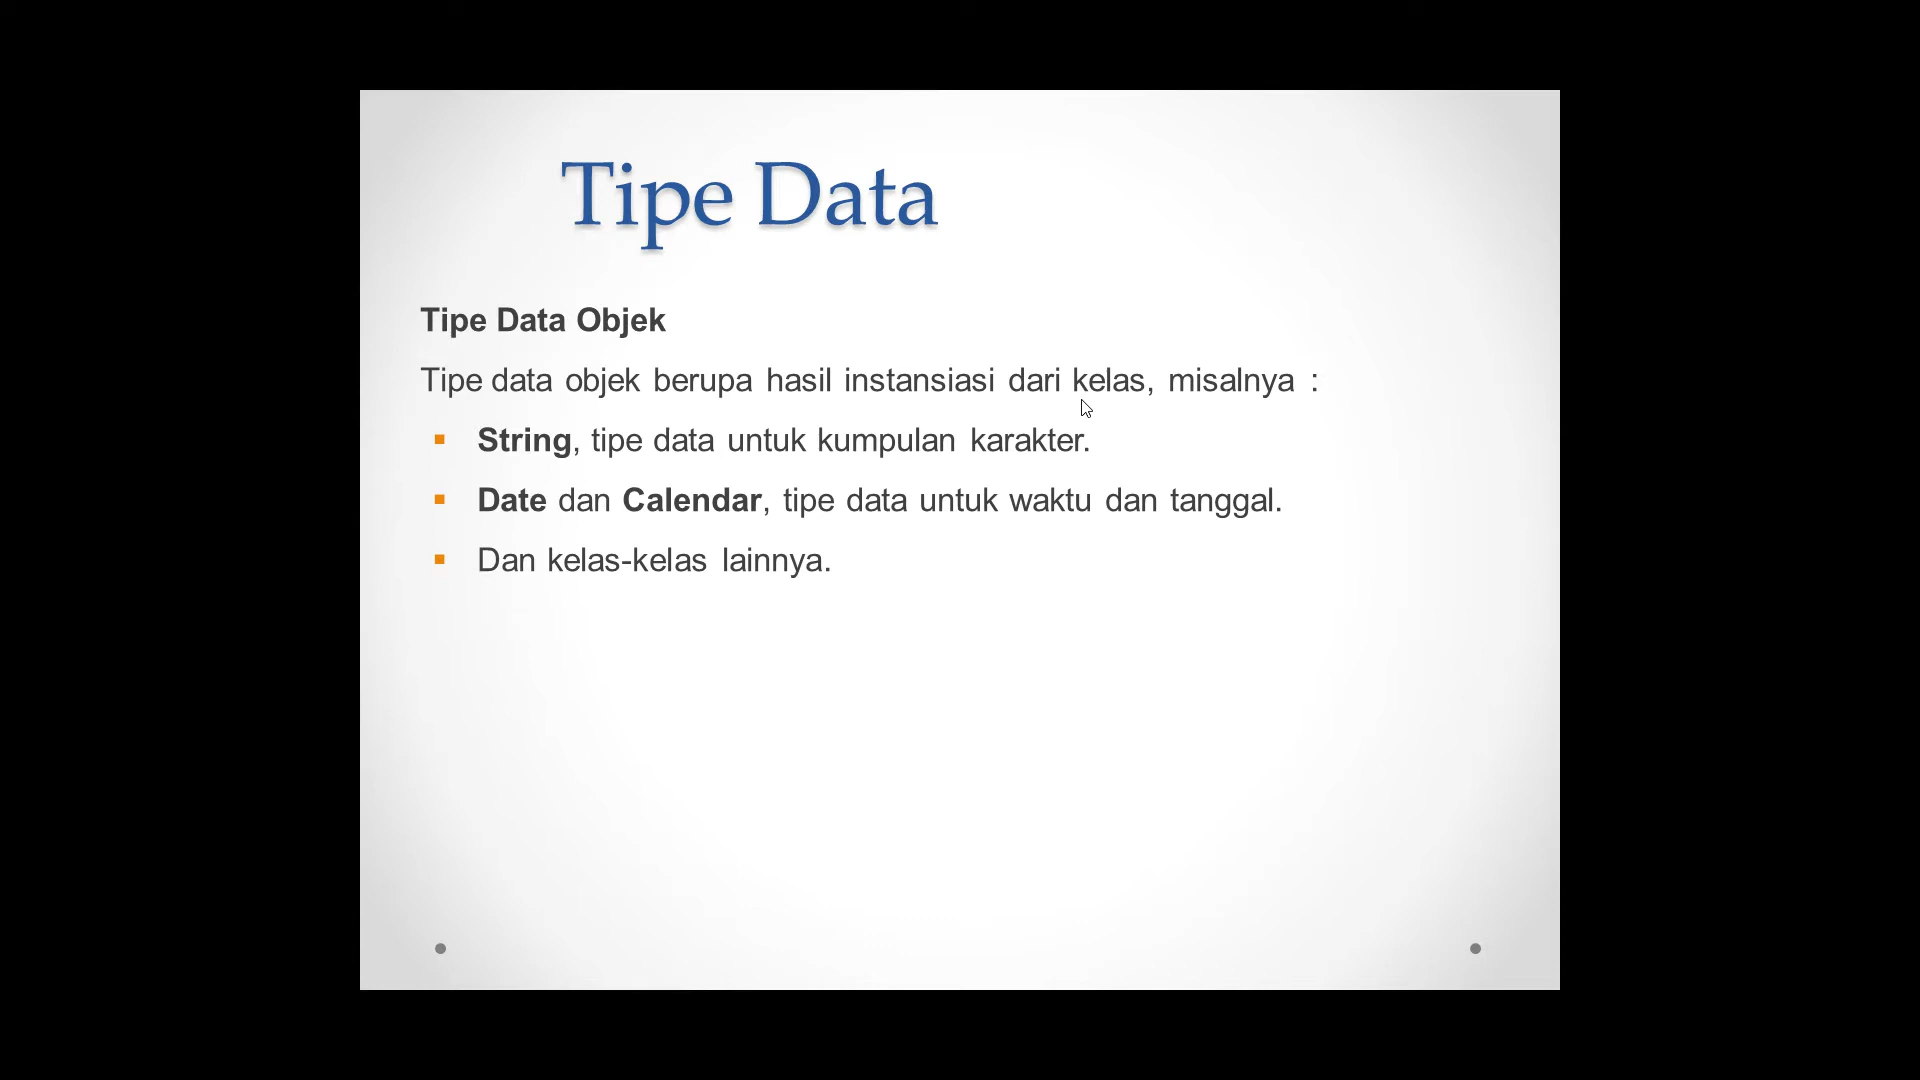 Tipe Data
Tipe Data Objek
Tipe data objek berupa hasil instansiasi dari kelas, misalnya :
▪ String, tipe data untuk kumpulan karakter.
▪ Date dan Calendar, tipe data untuk waktu dan tanggal.
▪ Dan kelas-kelas lainnya.